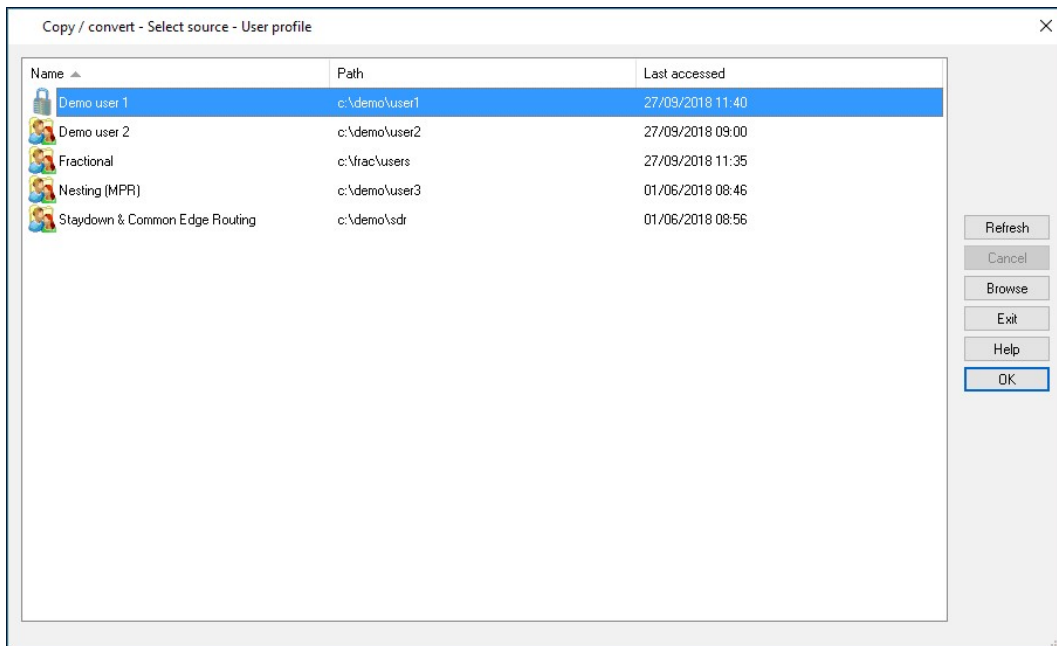 Copy / convert - Select source - User profile
Name Path Last accessed
Demo user 1 c:\demo\user1 27/09/2018 11:40
Demo user 2 c:\demo\user2 27/09/2018 09:00
Fractional c:\frac\users 27/09/2018 11:35
Nesting (MPR) c:\demo\user3 01/06/2018 08:46
Staydown & Common Edge Routing c:\demo\sdr 01/06/2018 08:56
Refresh
Cancel
Browse
Exit
Help
OK